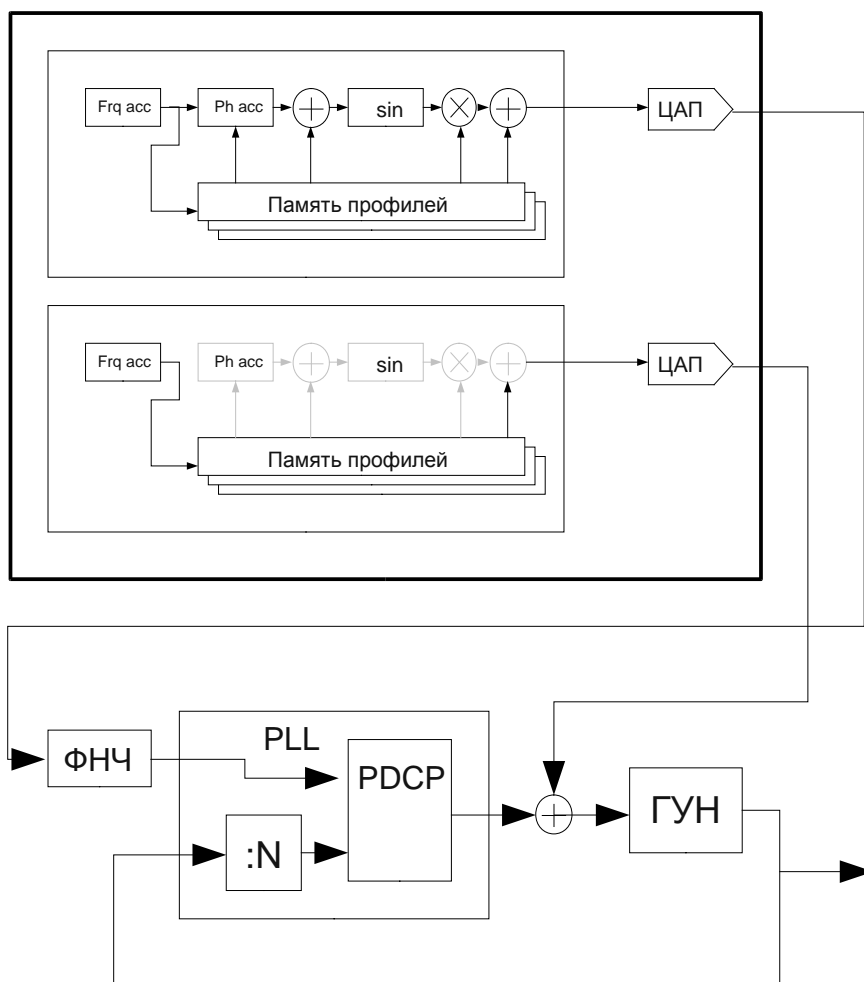 Frq acc
Ph acc
sin
ЦАП
Память профилей
Frq acc
Ph acc
sin
ЦАП
Память профилей
ФНЧ
PLL
PDCP
:N
ГУН